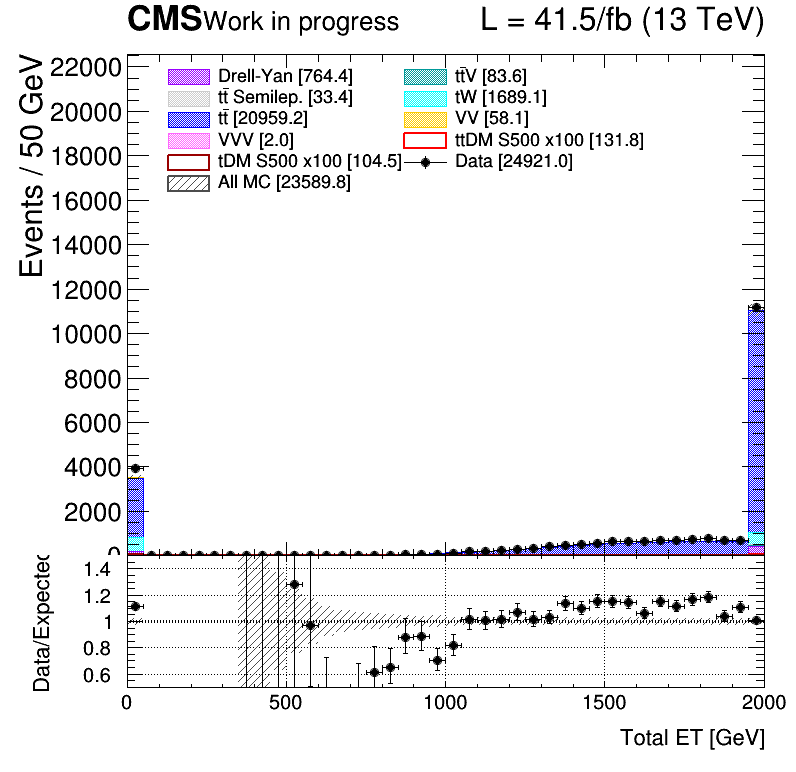 CMS Work in progress L = 41.5/fb (13 TeV)
Events / 50 GeV
22000
20000
18000
16000
14000
12000
10000
8000
6000
4000
2000
0
Drell-Yan [764.4] tt̄V [83.6]
tt̄ Semilep. [33.4] tW [1689.1]
tt̄ [20959.2] VV [58.1]
VVV [2.0] ttDM S500 x100 [131.8]
tDM S500 x100 [104.5] Data [24921.0]
All MC [23589.8]
Data/Expected
1.4
1.2
1
0.8
0.6
0 500 1000 1500 2000
Total ET [GeV]